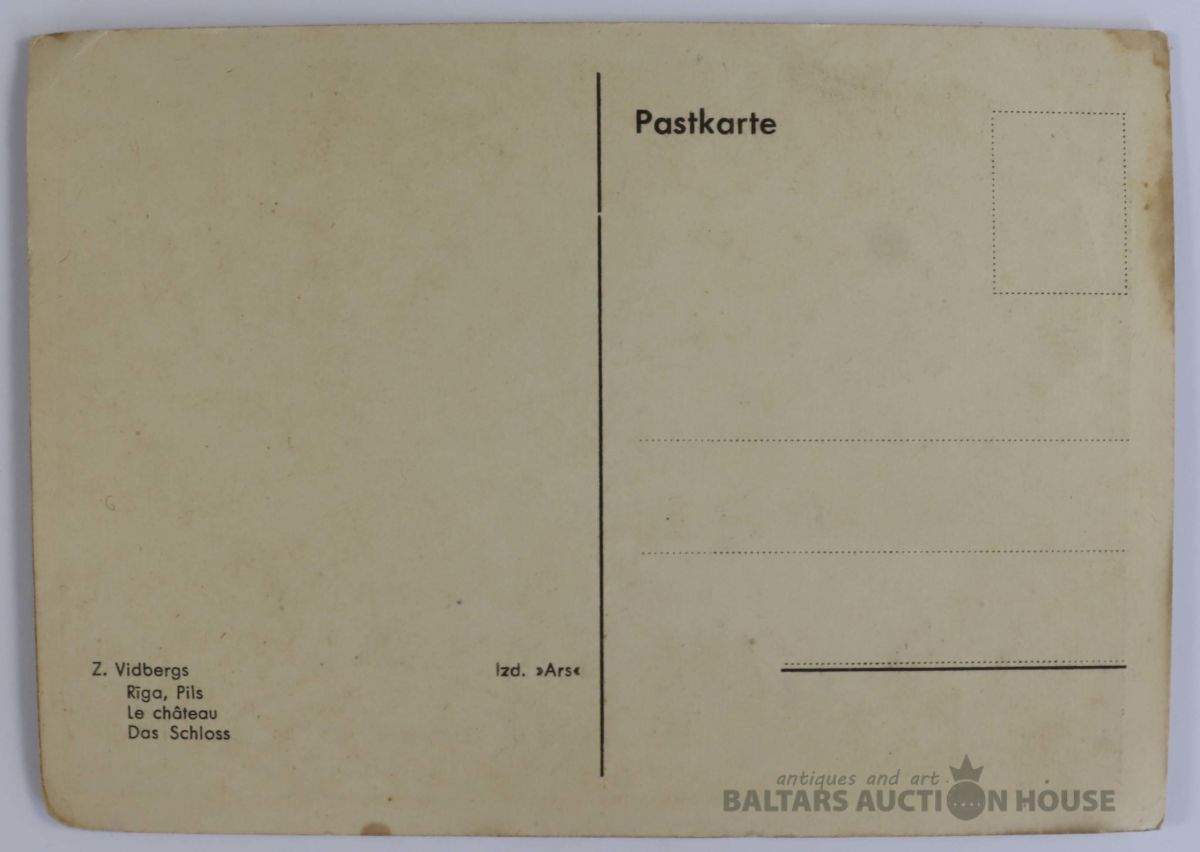 Pastkarte
Z. Vidbergs
Rīga, Pils
Le château
Das Schloss
Izd. »Ars«
antiques and art
BALTARS AUCTION HOUSE